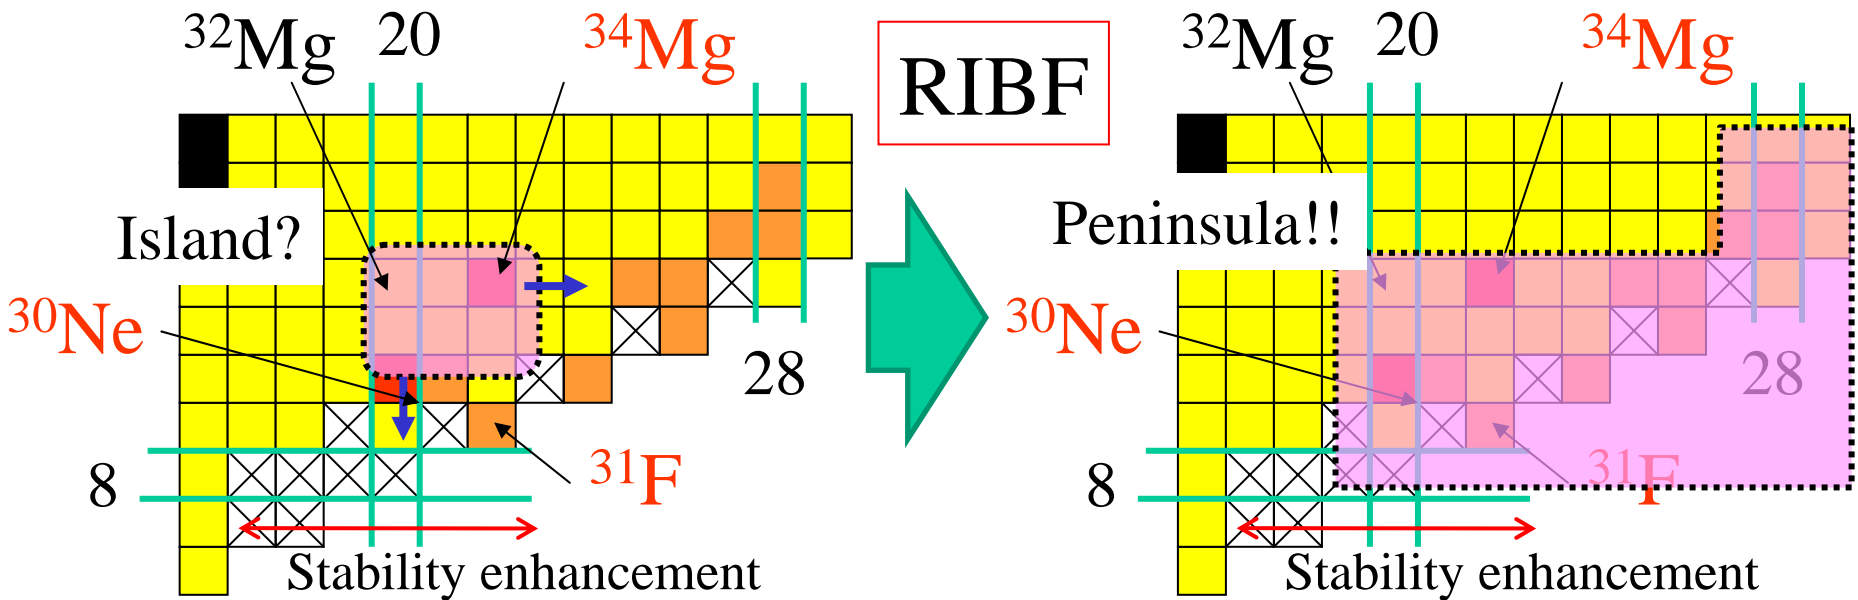 ³²Mg 20 ³⁴Mg
Island?
³⁰Ne
28
³¹F
8
Stability enhancement
RIBF
³²Mg 20 ³⁴Mg
Peninsula!!
³⁰Ne
28
³¹F
8
Stability enhancement